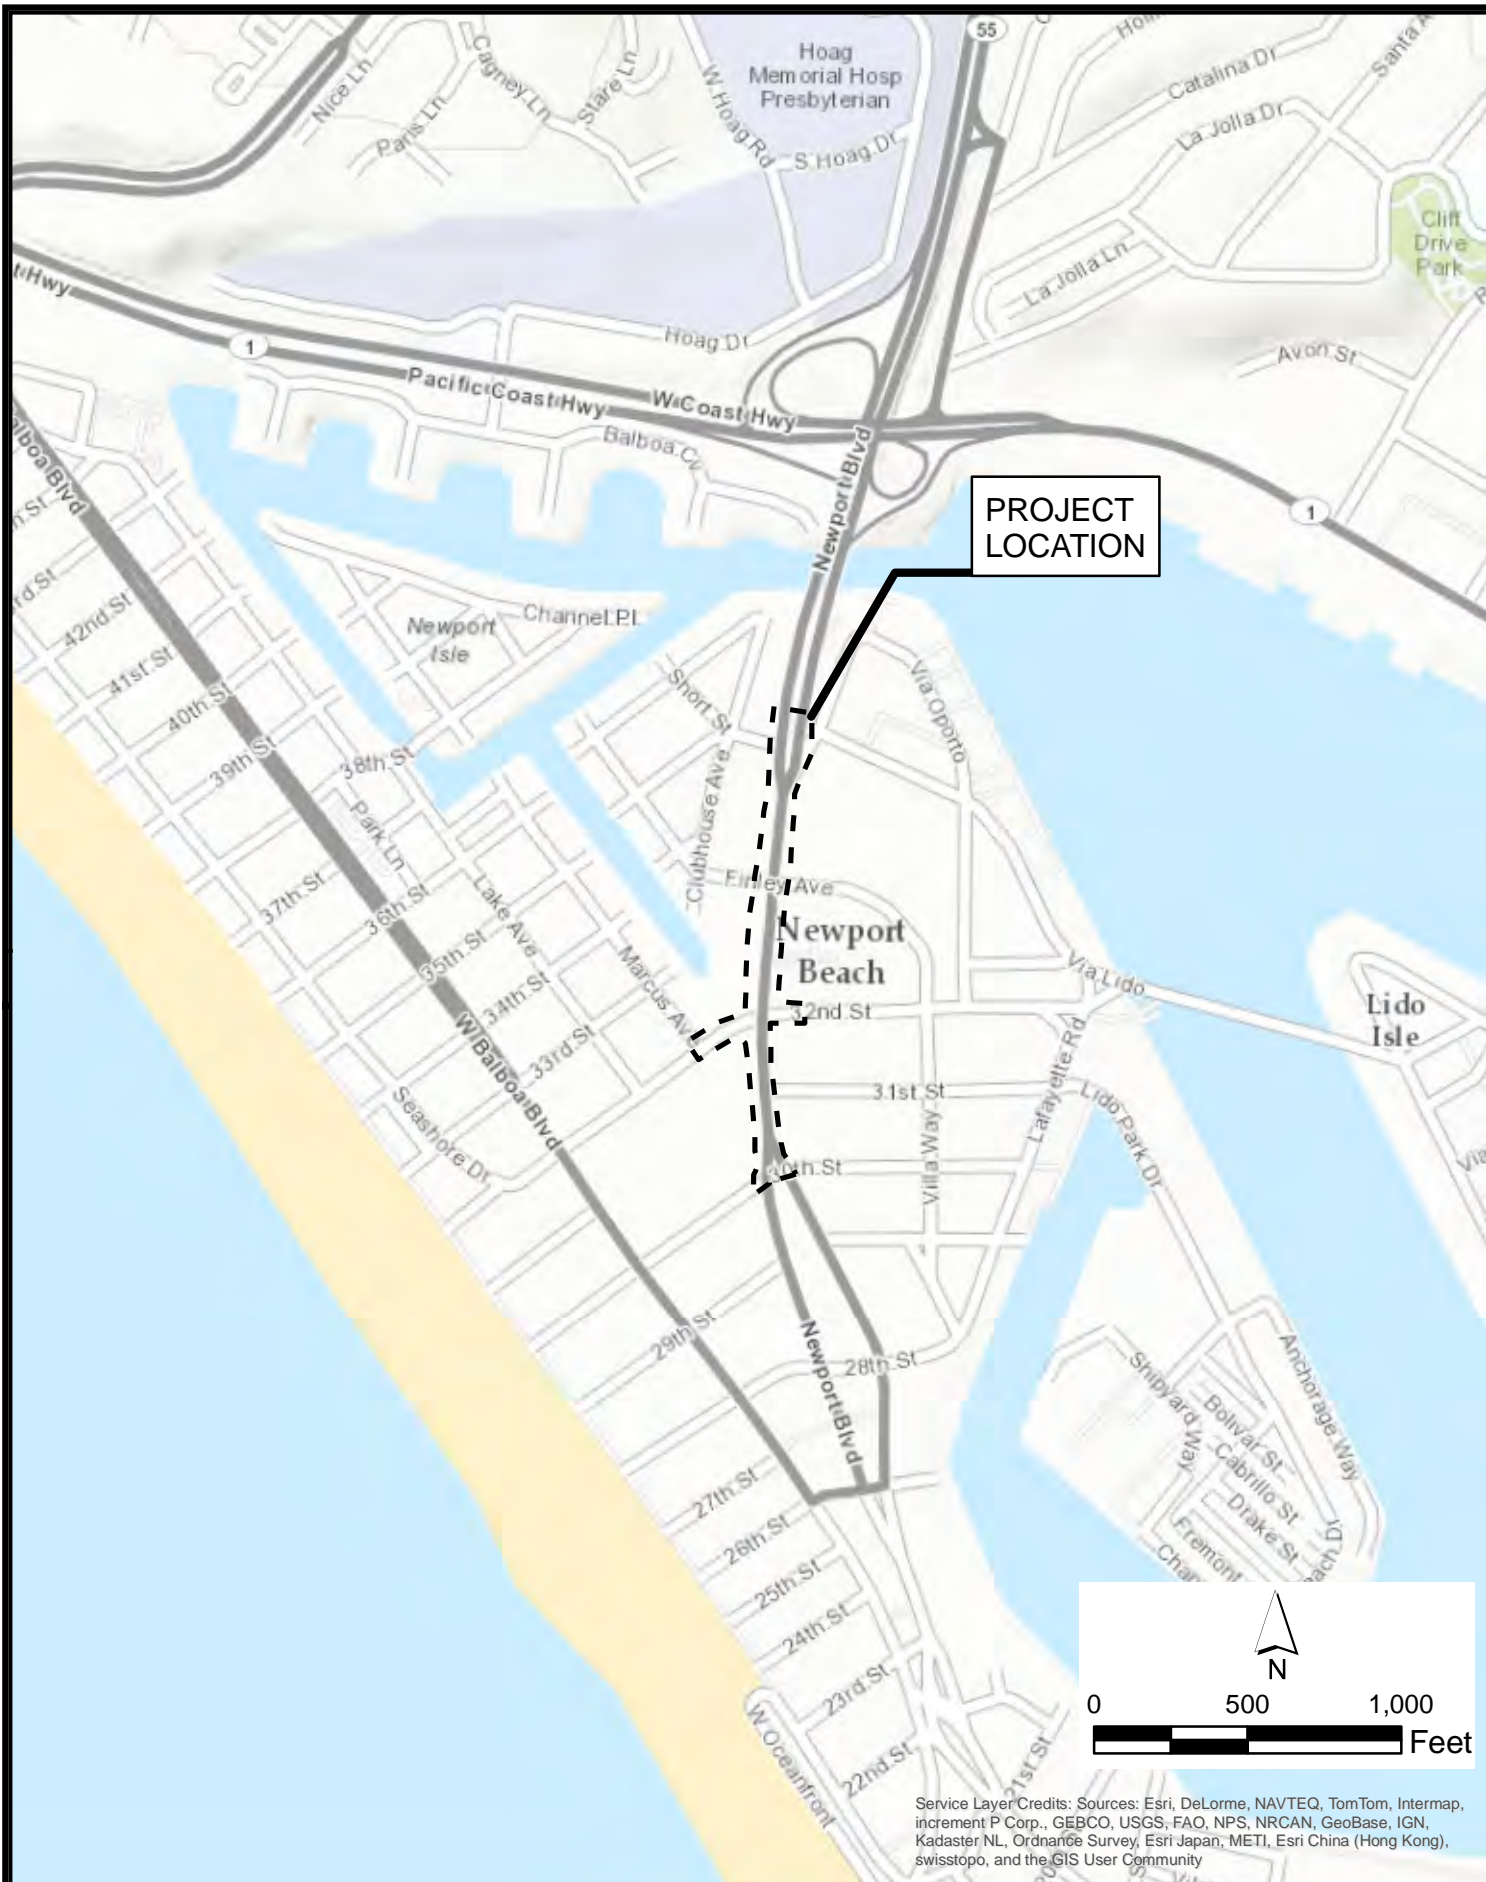 55
Hoag
Memorial Hosp
Presbyterian
Nice Ln
Cagney Ln
Stare Ln
Paris Ln
W Hoag Rd
S Hoag Dr
Catalina Dr
La Jolla Dr
Cliff
Drive
Park
La Jolla Ln
t Hwy
1
Hoag Dr
Avon St
Pacific Coast Hwy
W Coast Hwy
Balboa Cv
Newport Blvd
1
PROJECT
LOCATION
alboa Blvd
h St
rd St
42nd St
41st St
40th St
39th St
38th St
Newport
Isle
Channel Pl
Short St
Via Oporto
Clubhouse Ave
Park Ln
37th St
36th St
Lake Ave
Finley Ave
35th St
34th St
Marcus Ave
Newport
Beach
Via Lido
Lido
Isle
32nd St
33rd St
W Balboa Blvd
Seashore Dr
31st St
Villa Way
Lafayette Rd
Lido Park Dr
Via
29th St
28th St
Newport Blvd
Shipyard Way
Anchorage Way
Bolivar St
Cabrillo St
Drake St
Fremont
27th St
26th St
25th St
24th St
23rd St
22nd St
21st St
W Oceanfront
N
0 500 1,000
Feet
Service Layer Credits: Sources: Esri, DeLorme, NAVTEQ, TomTom, Intermap,
increment P Corp., GEBCO, USGS, FAO, NPS, NRCAN, GeoBase, IGN,
Kadaster NL, Ordnance Survey, Esri Japan, METI, Esri China (Hong Kong),
swisstopo, and the GIS User Community